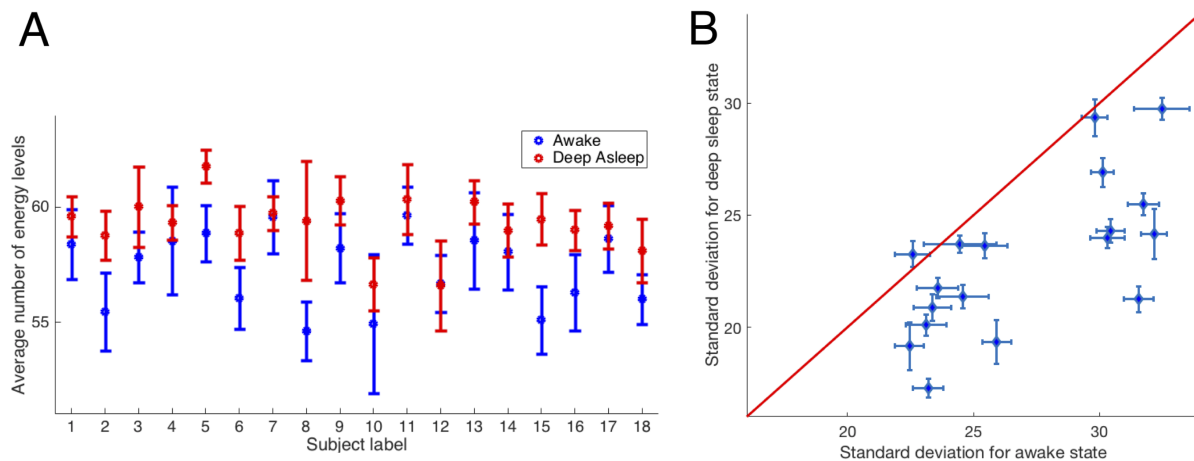 A
Average number of energy levels
60
55
Awake
Deep Asleep
1 2 3 4 5 6 7 8 9 10 11 12 13 14 15 16 17 18
Subject label
B
Standard deviation for deep sleep state
30
25
20
20 25 30
Standard deviation for awake state